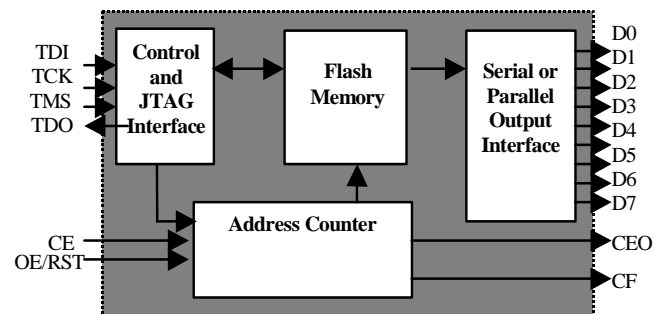 TDI
TCK
TMS
TDO
Control
and
JTAG
Interface
Flash
Memory
Serial or
Parallel
Output
Interface
D0
D1
D2
D3
D4
D5
D6
D7
Address Counter
CE
OE/RST
CEO
CF